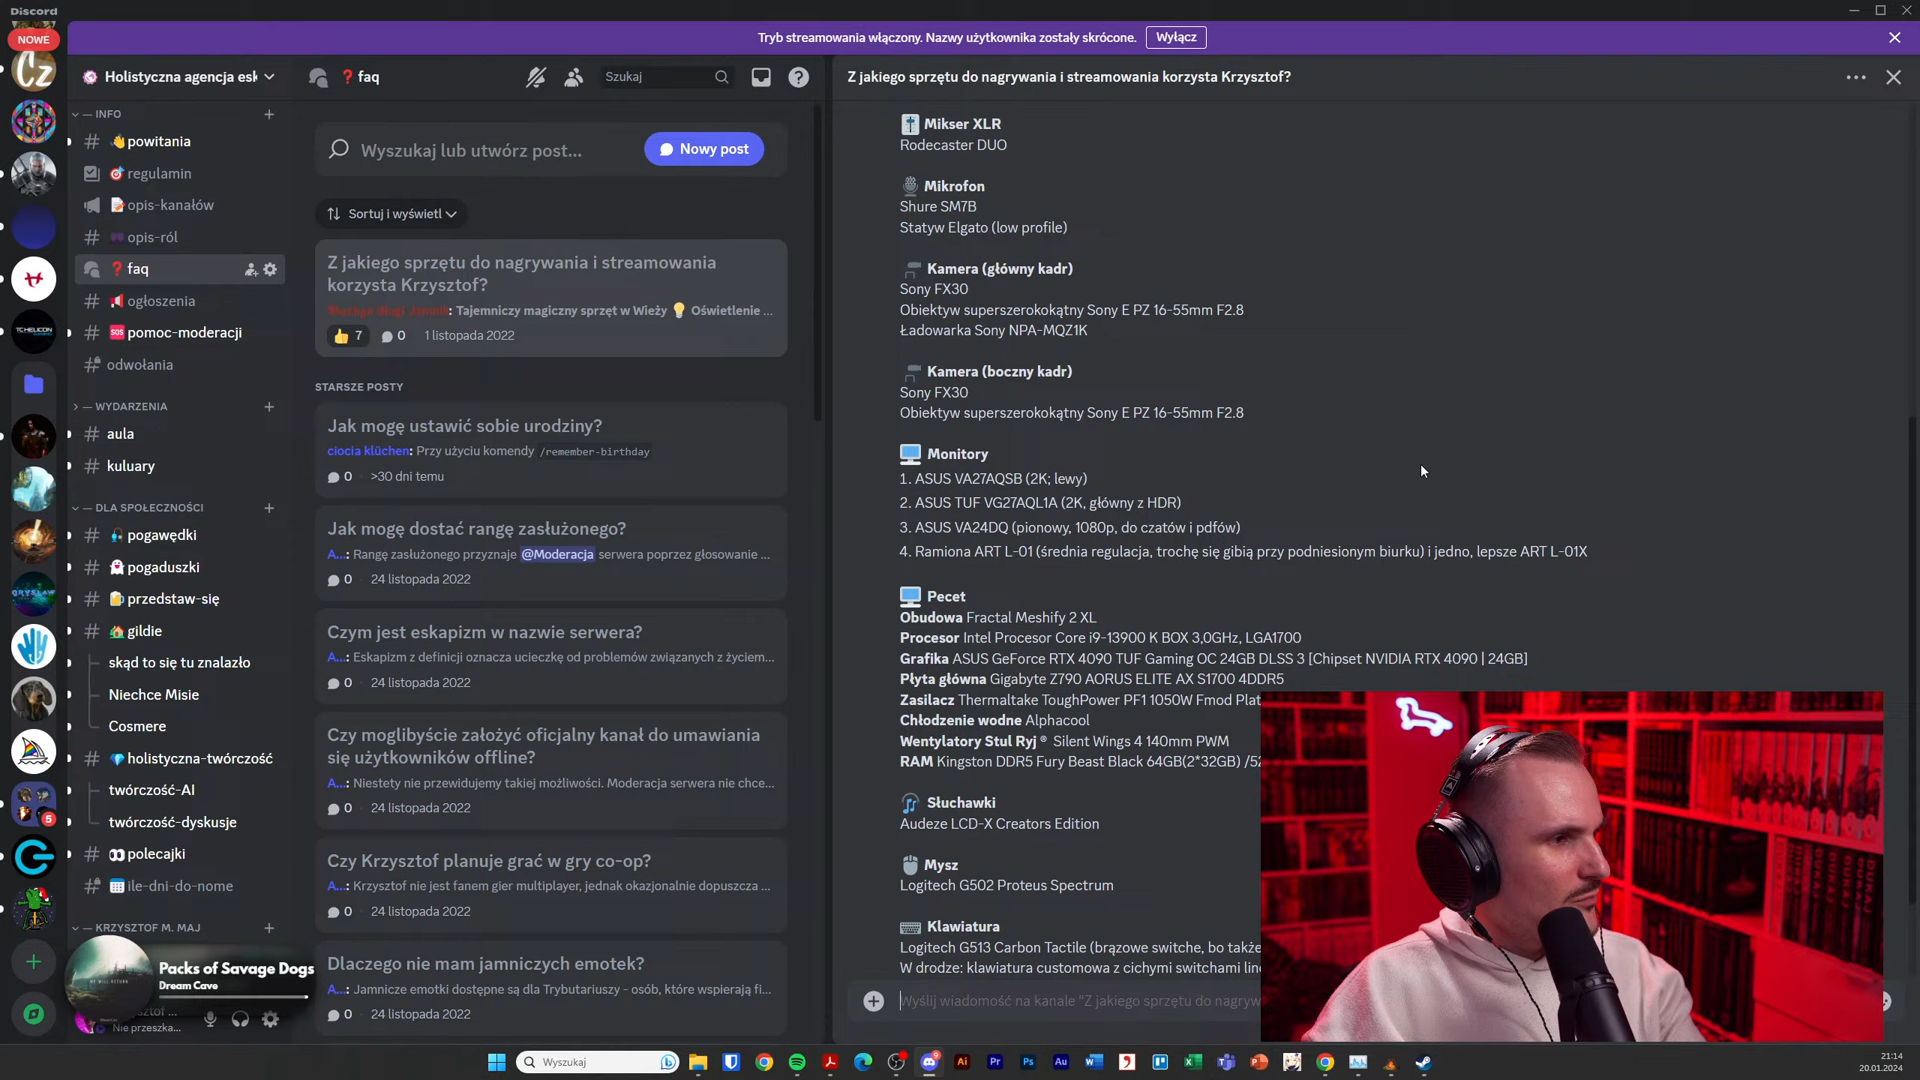 Discord
NOWE
Tryb streamowania włączony. Nazwy użytkownika zostały skrócone.
Wyłącz
Holistyczna agencja esk
faq
Szukaj
Z jakiego sprzętu do nagrywania i streamowania korzysta Krzysztof?
— INFO
powitania
regulamin
opis-kanałów
opis-ról
faq
ogłoszenia
SOS
pomoc-moderacji
odwołania
— WYDARZENIA
aula
kuluary
— DLA SPOŁECZNOŚCI
pogawędki
pogaduszki
przedstaw-się
gildie
skąd to się tu znalazło
Niechce Misie
Cosmere
holistyczna-twórczość
twórczość-AI
twórczość-dyskusje
polecajki
ile-dni-do-nome
— KRZYSZTOF M. MAJ
Packs of Savage Dogs
Dream Cave
Nie przeszka...
TC HELICON
5
Wyszukaj lub utwórz post...
Nowy post
Sortuj i wyświetl
Z jakiego sprzętu do nagrywania i streamowania
korzysta Krzysztof?
: Tajemniczy magiczny sprzęt w Wieży 💡 Oświetlenie ...
7 0 1 listopada 2022
STARSZE POSTY
Jak mogę ustawić sobie urodziny?
ciocia klüchen: Przy użyciu komendy /remember-birthday
0 · >30 dni temu
Jak mogę dostać rangę zasłużonego?
A...: Rangę zasłużonego przyznaje @Moderacja serwera poprzez głosowanie ...
0 · 24 listopada 2022
Czym jest eskapizm w nazwie serwera?
A...: Eskapizm z definicji oznacza ucieczkę od problemów związanych z życiem...
0 · 24 listopada 2022
Czy moglibyście założyć oficjalny kanał do umawiania
się użytkowników offline?
A...: Niestety nie przewidujemy takiej możliwości. Moderacja serwera nie chce...
0 · 24 listopada 2022
Czy Krzysztof planuje grać w gry co-op?
A...: Krzysztof nie jest fanem gier multiplayer, jednak okazjonalnie dopuszcza ...
0 · 24 listopada 2022
Dlaczego nie mam jamniczych emotek?
A...: Jamnicze emotki dostępne są dla Trybutariuszy - osób, które wspierają fi...
0 · 24 listopada 2022
Mikser XLR
Rodecaster DUO
Mikrofon
Shure SM7B
Statyw Elgato (low profile)
Kamera (główny kadr)
Sony FX30
Obiektyw superszerokokątny Sony E PZ 16-55mm F2.8
Ładowarka Sony NPA-MQZ1K
Kamera (boczny kadr)
Sony FX30
Obiektyw superszerokokątny Sony E PZ 16-55mm F2.8
Monitory
1. ASUS VA27AQSB (2K; lewy)
2. ASUS TUF VG27AQL1A (2K, główny z HDR)
3. ASUS VA24DQ (pionowy, 1080p, do czatów i pdfów)
4. Ramiona ART L-01 (średnia regulacja, trochę się gibią przy podniesionym biurku) i jedno, lepsze ART L-01X
Pecet
Obudowa Fractal Meshify 2 XL
Procesor Intel Procesor Core i9-13900 K BOX 3,0GHz, LGA1700
Grafika ASUS GeForce RTX 4090 TUF Gaming OC 24GB DLSS 3 [Chipset NVIDIA RTX 4090 | 24GB]
Płyta główna Gigabyte Z790 AORUS ELITE AX S1700 4DDR5
Zasilacz Thermaltake ToughPower PF1 1050W Fmod Plat
Chłodzenie wodne Alphacool
Wentylatory Stul Ryj ® Silent Wings 4 140mm PWM
RAM Kingston DDR5 Fury Beast Black 64GB(2*32GB) /52
Słuchawki
Audeze LCD-X Creators Edition
Mysz
Logitech G502 Proteus Spectrum
Klawiatura
Logitech G513 Carbon Tactile (brązowe switche, bo także
W drodze: klawiatura customowa z cichymi switchami line
Wyślij wiadomość na kanale "Z jakiego sprzętu do nagryw
DUKAJ
Wyszukaj
Ai
Pr
Ps
Au
21:14
20.01.2024